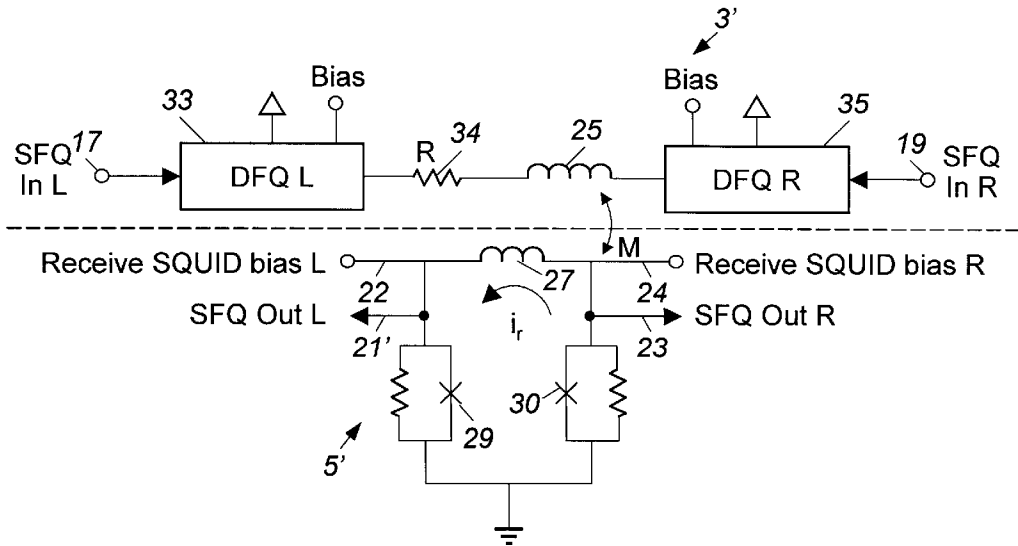 3'
Bias
Bias
33
35
25
SFQ
In L
17
DFQ L
R
34
DFQ R
19
SFQ
In R
M
Receive SQUID bias L
22
27
24
Receive SQUID bias R
SFQ Out L
21'
ir
23
SFQ Out R
30
29
5'